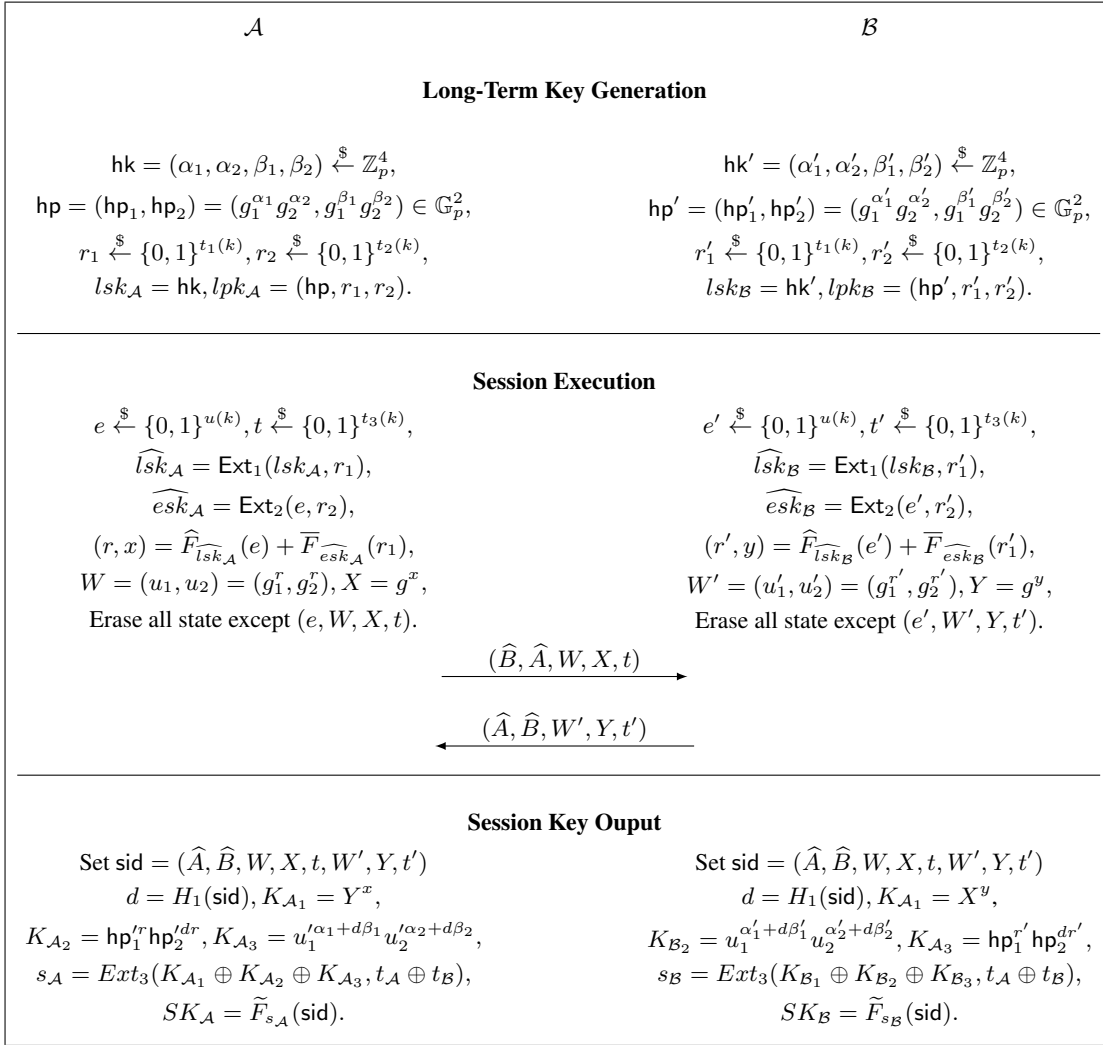 𝒜 ℬ
Long-Term Key Generation
hk = (α₁, α₂, β₁, β₂) $← ℤ_p^4, hk′ = (α′₁, α′₂, β′₁, β′₂) $← ℤ_p^4,
hp = (hp₁, hp₂) = (g₁^{α₁} g₂^{α₂}, g₁^{β₁} g₂^{β₂}) ∈ 𝔾_p^2, hp′ = (hp′₁, hp′₂) = (g₁^{α′₁} g₂^{α′₂}, g₁^{β′₁} g₂^{β′₂}) ∈ 𝔾_p^2,
r₁ $← {0, 1}^{t₁(k)}, r₂ $← {0, 1}^{t₂(k)}, r′₁ $← {0, 1}^{t₁(k)}, r′₂ $← {0, 1}^{t₂(k)},
lsk_𝒜 = hk, lpk_𝒜 = (hp, r₁, r₂). lsk_ℬ = hk′, lpk_ℬ = (hp′, r′₁, r′₂).
Session Execution
e $← {0, 1}^{u(k)}, t $← {0, 1}^{t₃(k)}, e′ $← {0, 1}^{u(k)}, t′ $← {0, 1}^{t₃(k)},
\widehat{lsk}_𝒜 = Ext₁(lsk_𝒜, r₁), \widehat{lsk}_ℬ = Ext₁(lsk_ℬ, r′₁),
\widehat{esk}_𝒜 = Ext₂(e, r₂), \widehat{esk}_ℬ = Ext₂(e′, r′₂),
(r, x) = \widehat{F}_{\widehat{lsk}_𝒜}(e) + \overline{F}_{\widehat{esk}_𝒜}(r₁), (r′, y) = \widehat{F}_{\widehat{lsk}_ℬ}(e′) + \overline{F}_{\widehat{esk}_ℬ}(r′₁),
W = (u₁, u₂) = (g₁^r, g₂^r), X = g^x, W′ = (u′₁, u′₂) = (g₁^{r′}, g₂^{r′}), Y = g^y,
Erase all state except (e, W, X, t). Erase all state except (e′, W′, Y, t′).
(\widehat{B}, \widehat{A}, W, X, t)
(\widehat{A}, \widehat{B}, W′, Y, t′)
Session Key Ouput
Set sid = (\widehat{A}, \widehat{B}, W, X, t, W′, Y, t′) Set sid = (\widehat{A}, \widehat{B}, W, X, t, W′, Y, t′)
d = H₁(sid), K_{𝒜₁} = Y^x, d = H₁(sid), K_{𝒜₁} = X^y,
K_{𝒜₂} = hp₁^{′r} hp₂^{′dr}, K_{𝒜₃} = u₁^{′α₁+dβ₁} u₂^{′α₂+dβ₂}, K_{ℬ₂} = u₁^{α′₁+dβ′₁} u₂^{α′₂+dβ′₂}, K_{𝒜₃} = hp₁^{r′} hp₂^{dr′},
s_𝒜 = Ext₃(K_{𝒜₁} ⊕ K_{𝒜₂} ⊕ K_{𝒜₃}, t_𝒜 ⊕ t_ℬ), s_ℬ = Ext₃(K_{ℬ₁} ⊕ K_{ℬ₂} ⊕ K_{ℬ₃}, t_𝒜 ⊕ t_ℬ),
SK_𝒜 = \widetilde{F}_{s_𝒜}(sid). SK_ℬ = \widetilde{F}_{s_ℬ}(sid).